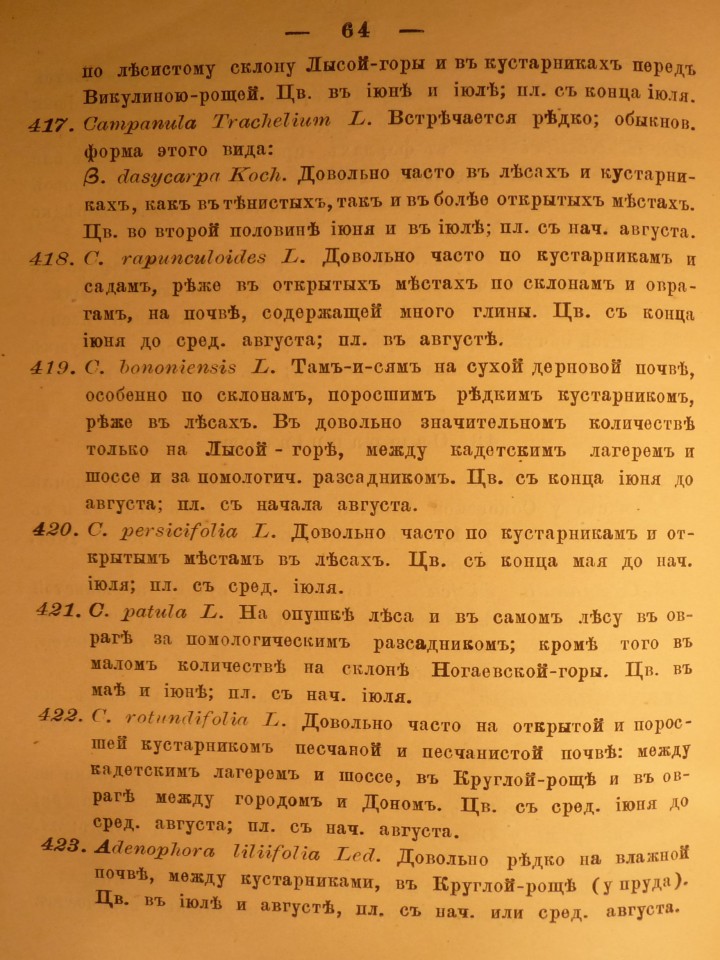 — 64 —
по лѣсистому склону Лысой-горы и въ кустарникахъ передъ
Викулиною-рощей. Цв. въ іюнѣ и іюлѣ; пл. съ конца іюля.
417. Campanula Trachelium L. Встрѣчается рѣдко; обыкнов.
форма этого вида:
β. dasycarpa Koch. Довольно часто въ лѣсахъ и кустарни-
кахъ, какъ въ тѣнистыхъ, такъ и въ болѣе открытыхъ мѣстахъ.
Цв. во второй половинѣ іюня и въ іюлѣ; пл. съ нач. августа.
418. C. rapunculoides L. Довольно часто по кустарникамъ и
садамъ, рѣже въ открытыхъ мѣстахъ по склонамъ и овра-
гамъ, на почвѣ, содержащей много глины. Цв. съ конца
іюня до сред. августа; пл. въ августѣ.
419. C. bononiensis L. Тамъ-и-сямъ на сухой дерновой почвѣ,
особенно по склонамъ, поросшимъ рѣдкимъ кустарникомъ,
рѣже въ лѣсахъ. Въ довольно значительномъ количествѣ
только на Лысой-горѣ, между кадетскимъ лагеремъ и
шоссе и за помологич. разсадникомъ. Цв. съ конца іюня до
августа; пл. съ начала августа.
420. C. persicifolia L. Довольно часто по кустарникамъ и от-
крытымъ мѣстамъ въ лѣсахъ. Цв. съ конца мая до нач.
іюля; пл. съ сред. іюля.
421. C. patula L. На опушкѣ лѣса и въ самомъ лѣсу въ ов-
рагѣ за помологическимъ разсадникомъ; кромѣ того въ
маломъ количествѣ на склонѣ Ногаевской-горы. Цв. въ
маѣ и іюнѣ; пл. съ нач. іюля.
422. C. rotundifolia L. Довольно часто на открытой и порос-
шей кустарникомъ песчаной и песчанистой почвѣ: между
кадетскимъ лагеремъ и шоссе, въ Круглой-рощѣ и въ ов-
рагѣ между городомъ и Дономъ. Цв. съ сред. іюня до
сред. августа; пл. съ нач. августа.
423. Adenophora liliifolia Led. Довольно рѣдко на влажной
почвѣ, между кустарниками, въ Круглой-рощѣ (у пруда).
Цв. въ іюлѣ и августѣ, пл. съ нач. или сред. августа.